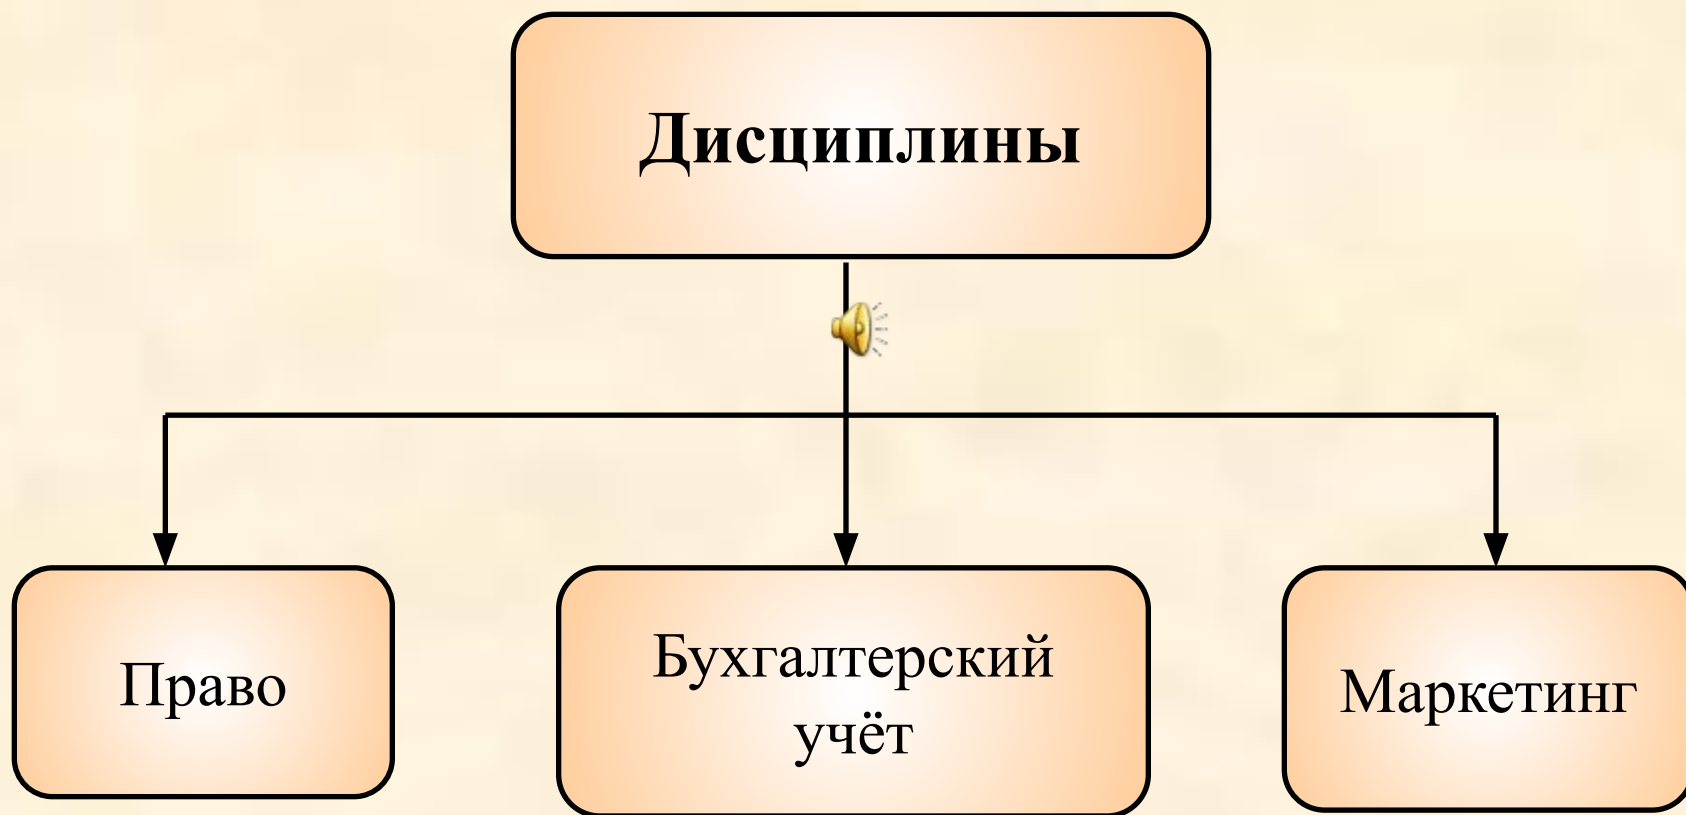 Дисциплины
Право
Бухгалтерский
учёт
Маркетинг